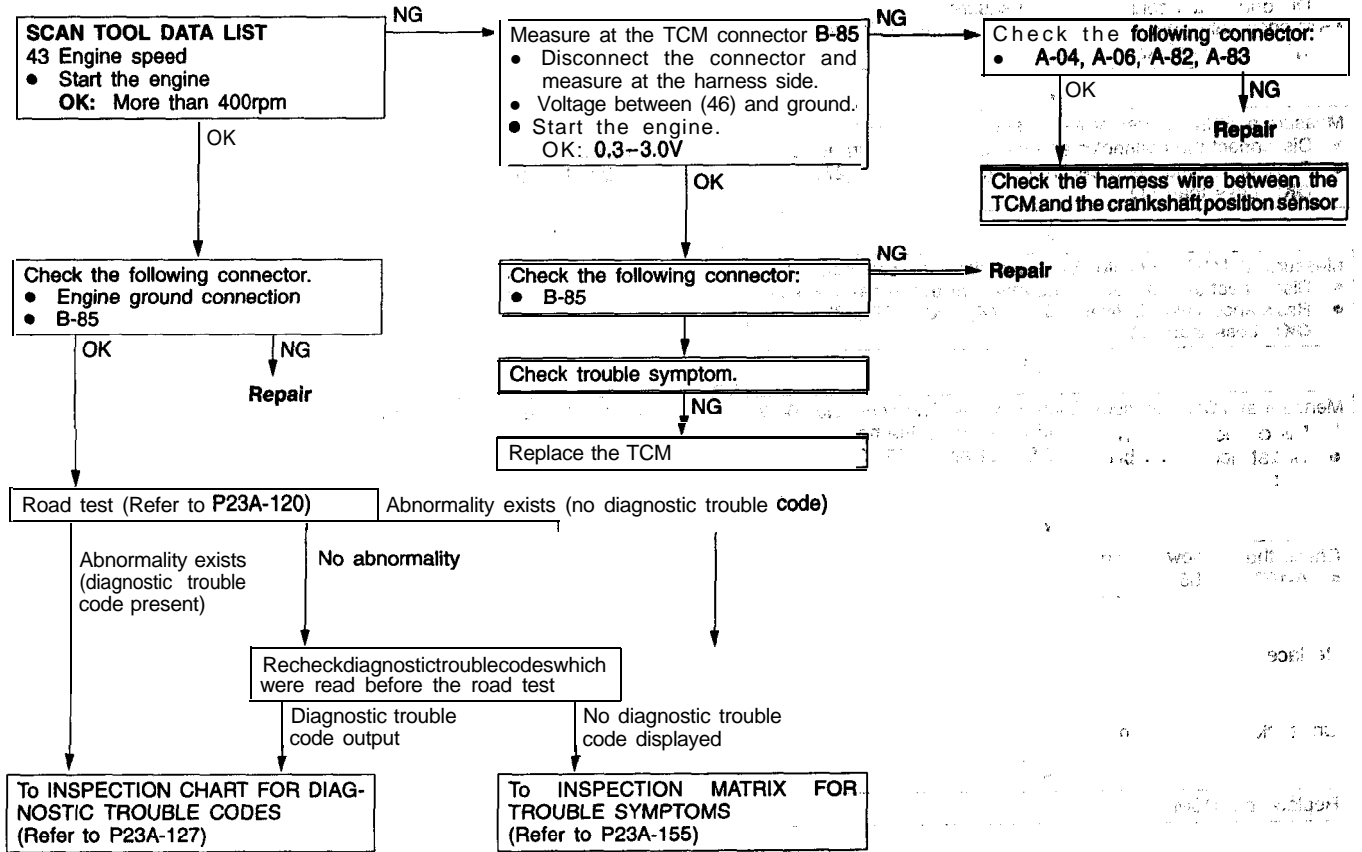 SCAN TOOL DATA LIST
43 Engine speed
● Start the engine
OK: More than 400rpm
NG
OK
Measure at the TCM connector B-85
● Disconnect the connector and
measure at the harness side.
● Voltage between (46) and ground.
● Start the engine.
OK: 0.3–3.0V
NG
OK
Check the following connector:
● A-04, A-06, A-82, A-83
OK
NG
Repair
Check the harness wire between the
TCM and the crankshaft position sensor
Check the following connector.
● Engine ground connection
● B-85
OK
NG
Repair
Check the following connector:
● B-85
NG
Repair
Check trouble symptom.
NG
Replace the TCM
Road test (Refer to P23A-120)
Abnormality exists (no diagnostic trouble code)
Abnormality exists
(diagnostic trouble
code present)
No abnormality
Recheckdiagnostictroublecodeswhich
were read before the road test
Diagnostic trouble
code output
No diagnostic trouble
code displayed
To INSPECTION CHART FOR DIAG-
NOSTIC TROUBLE CODES
(Refer to P23A-127)
To INSPECTION MATRIX FOR
TROUBLE SYMPTOMS
(Refer to P23A-155)